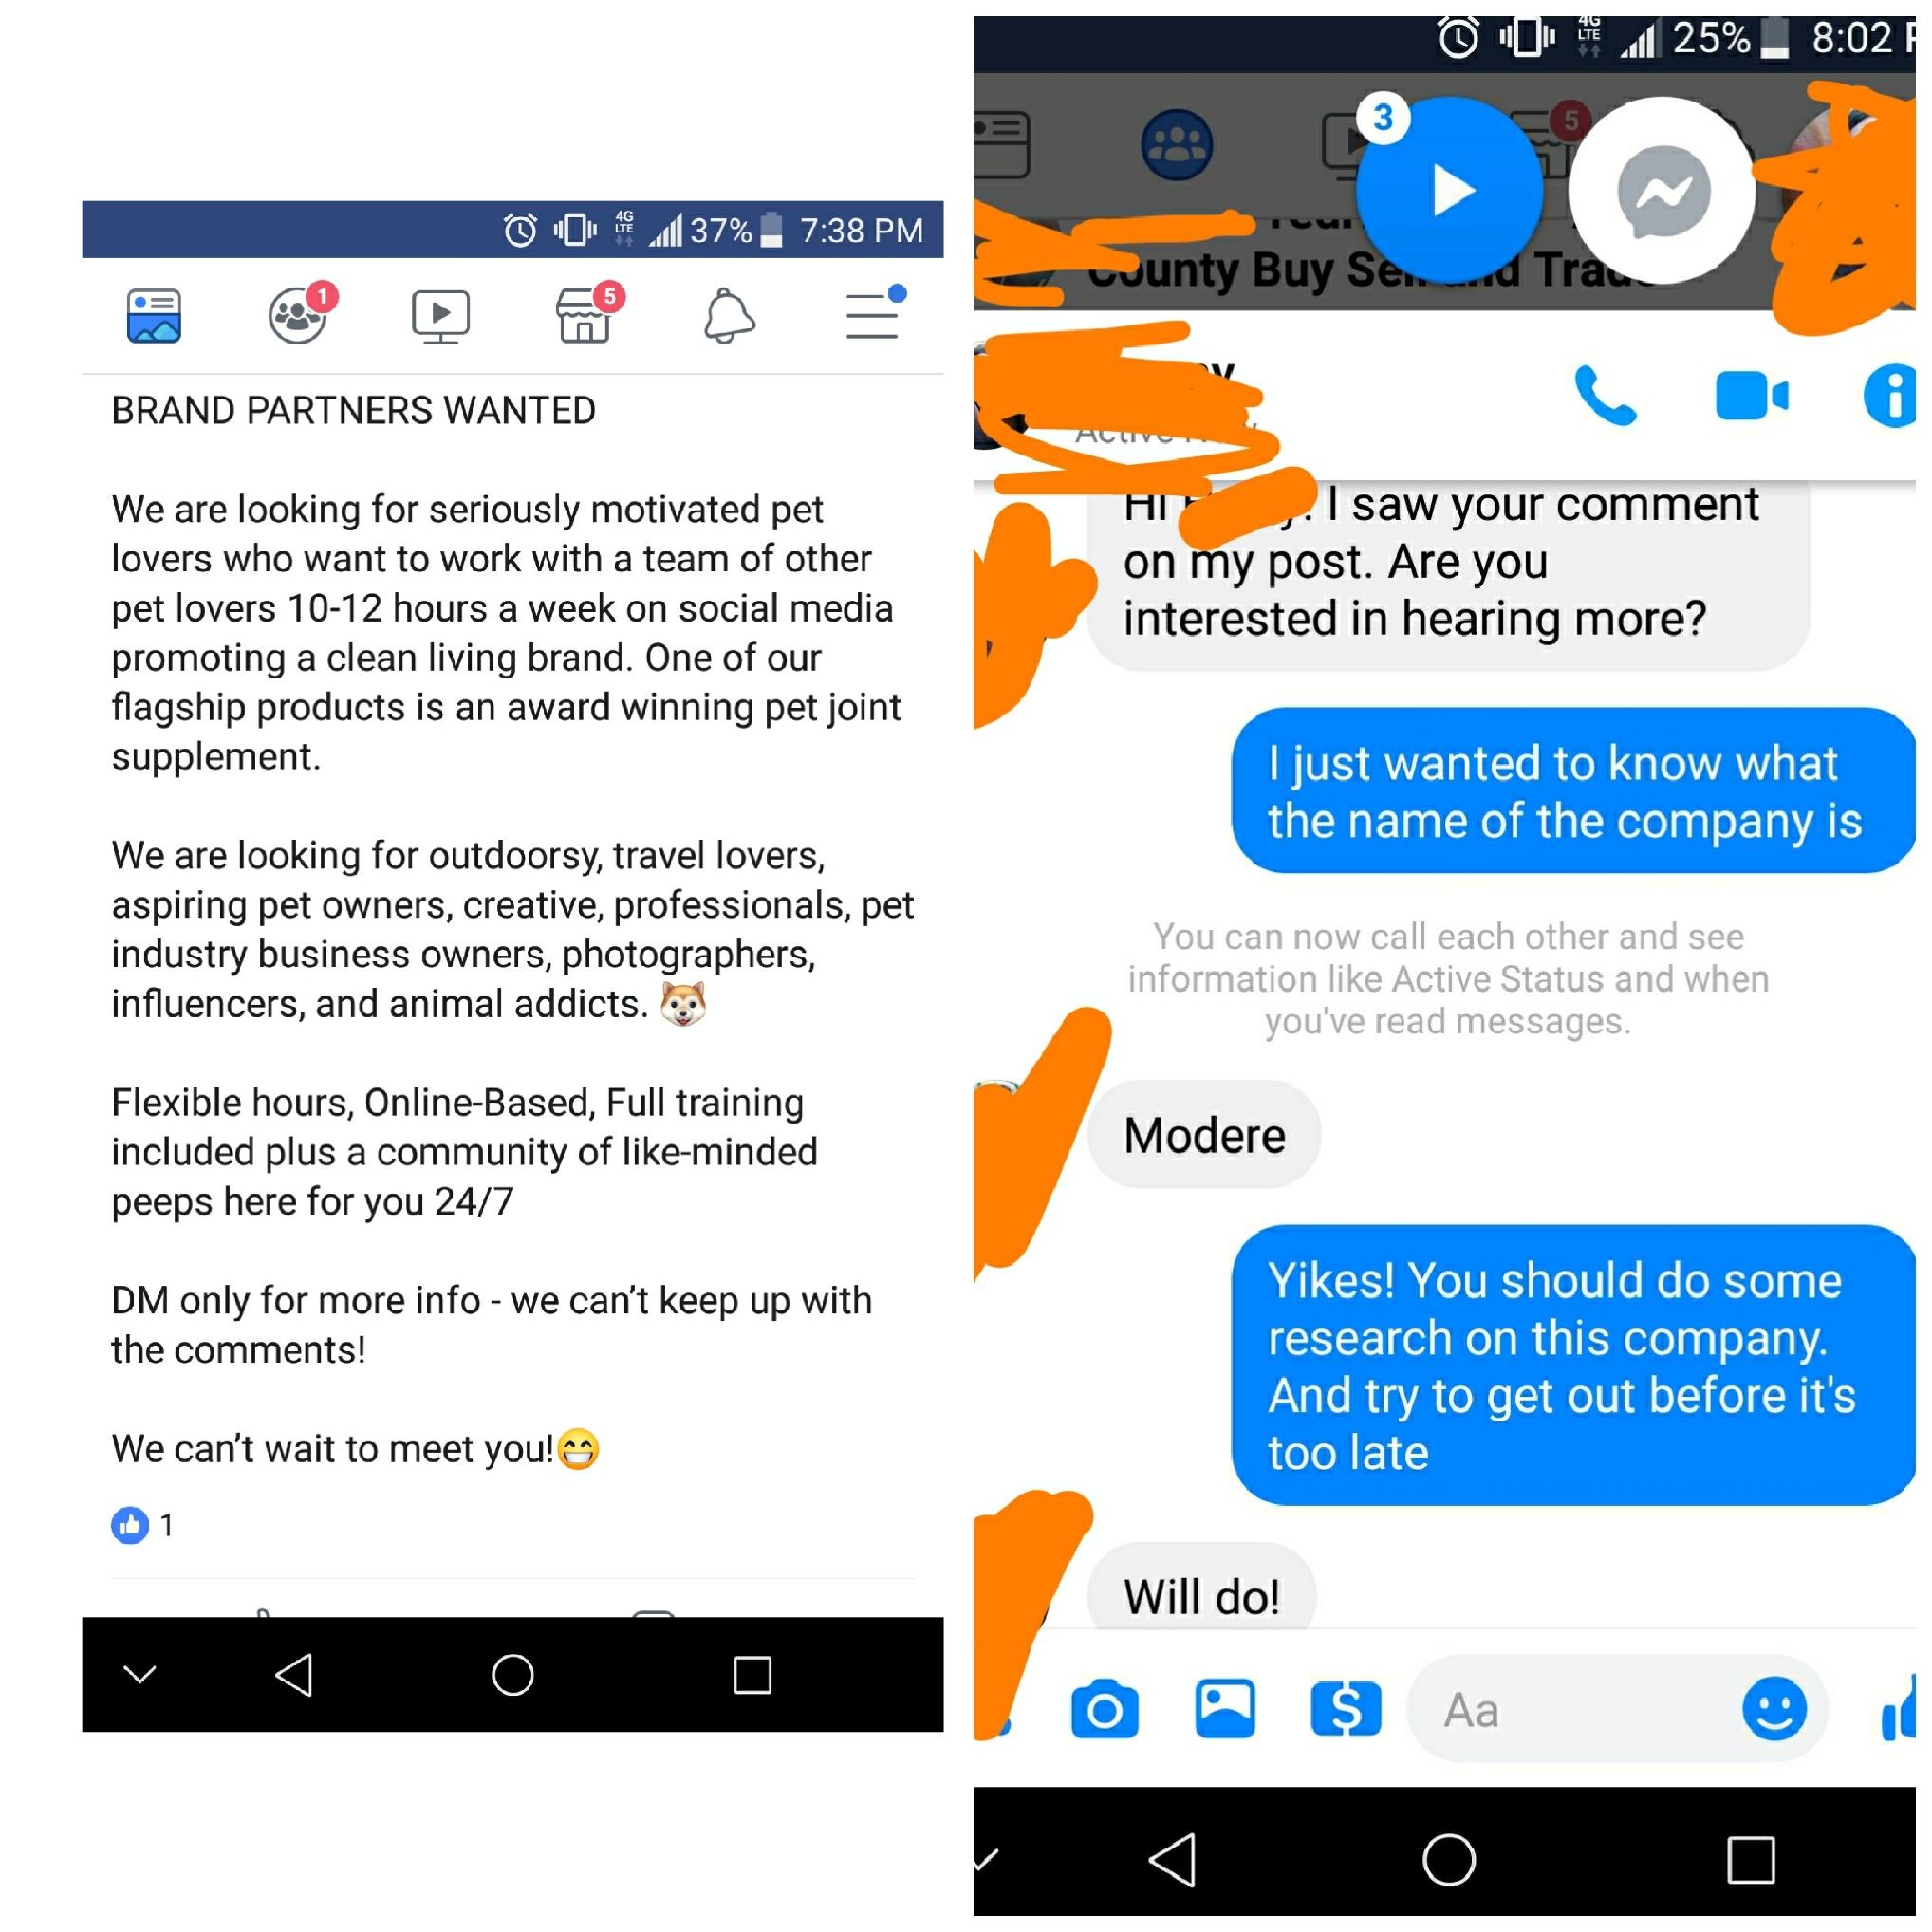 4G
LTE
37%
7:38 PM
1
5
BRAND PARTNERS WANTED
We are looking for seriously motivated pet
lovers who want to work with a team of other
pet lovers 10-12 hours a week on social media
promoting a clean living brand. One of our
flagship products is an award winning pet joint
supplement.
We are looking for outdoorsy, travel lovers,
aspiring pet owners, creative, professionals, pet
industry business owners, photographers,
influencers, and animal addicts.
Flexible hours, Online-Based, Full training
included plus a community of like-minded
peeps here for you 24/7
DM only for more info - we can't keep up with
the comments!
We can't wait to meet you!
1
4G
LTE
25%
8:02
3
5
County Buy Sell and Trade
Active Now
Hi I saw your comment
on my post. Are you
interested in hearing more?
I just wanted to know what
the name of the company is
You can now call each other and see
information like Active Status and when
you've read messages.
Modere
Yikes! You should do some
research on this company.
And try to get out before it's
too late
Will do!
Aa